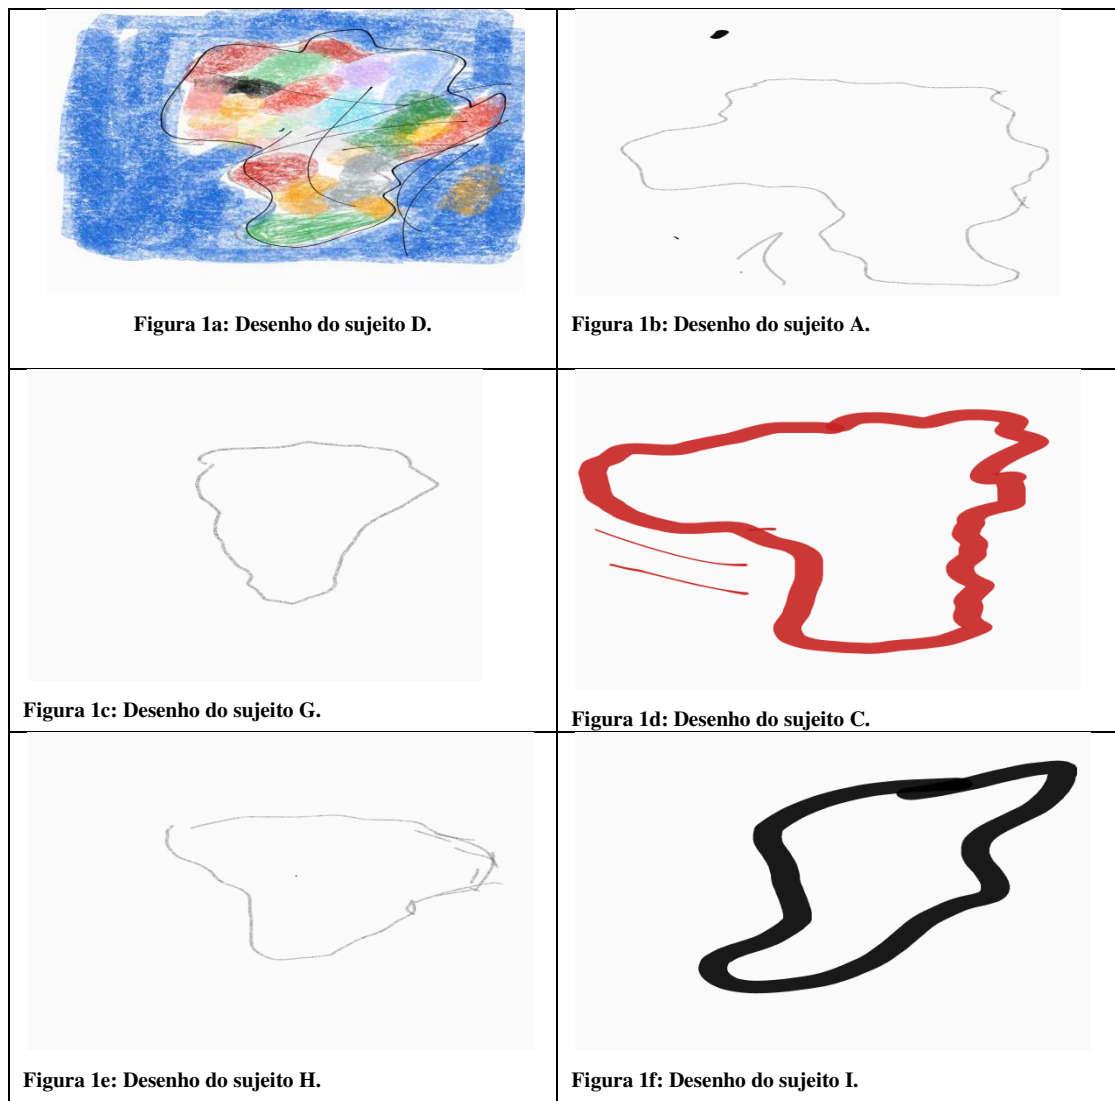 Figura 1a: Desenho do sujeito D.
Figura 1b: Desenho do sujeito A.
Figura 1c: Desenho do sujeito G.
Figura 1d: Desenho do sujeito C.
Figura 1e: Desenho do sujeito H.
Figura 1f: Desenho do sujeito I.